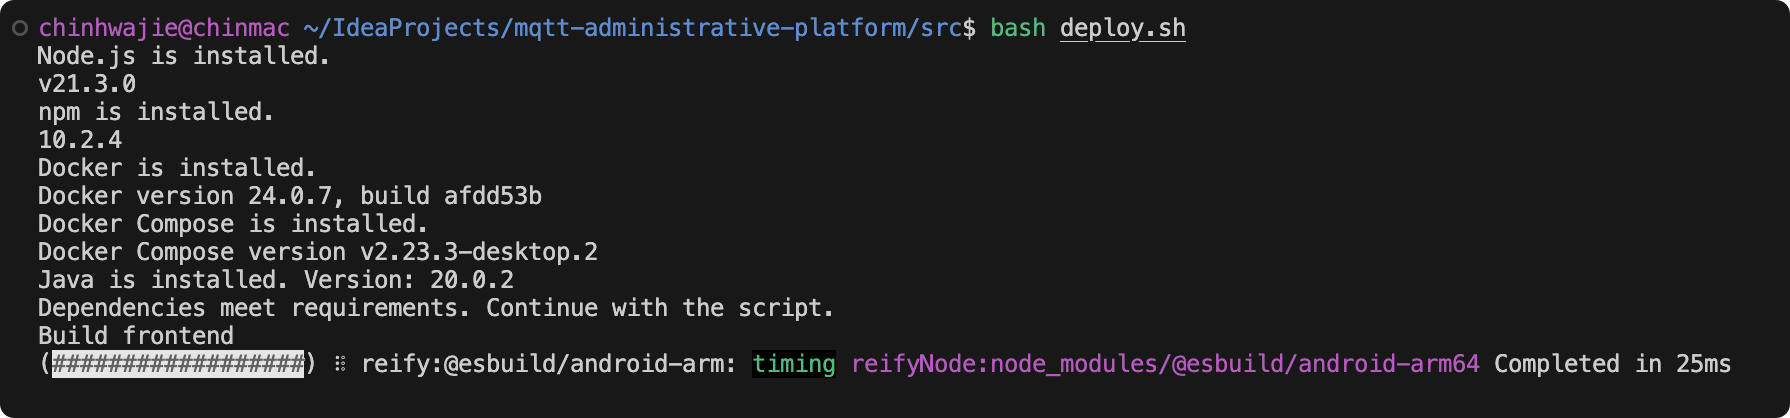 chinhwajie@chinmac ~/IdeaProjects/mqtt-administrative-platform/src$ bash deploy.sh
Node.js is installed.
v21.3.0
npm is installed.
10.2.4
Docker is installed.
Docker version 24.0.7, build afdd53b
Docker Compose is installed.
Docker Compose version v2.23.3-desktop.2
Java is installed. Version: 20.0.2
Dependencies meet requirements. Continue with the script.
Build frontend
(##################) ⠿ reify:@esbuild/android-arm: timing reifyNode:node_modules/@esbuild/android-arm64 Completed in 25ms